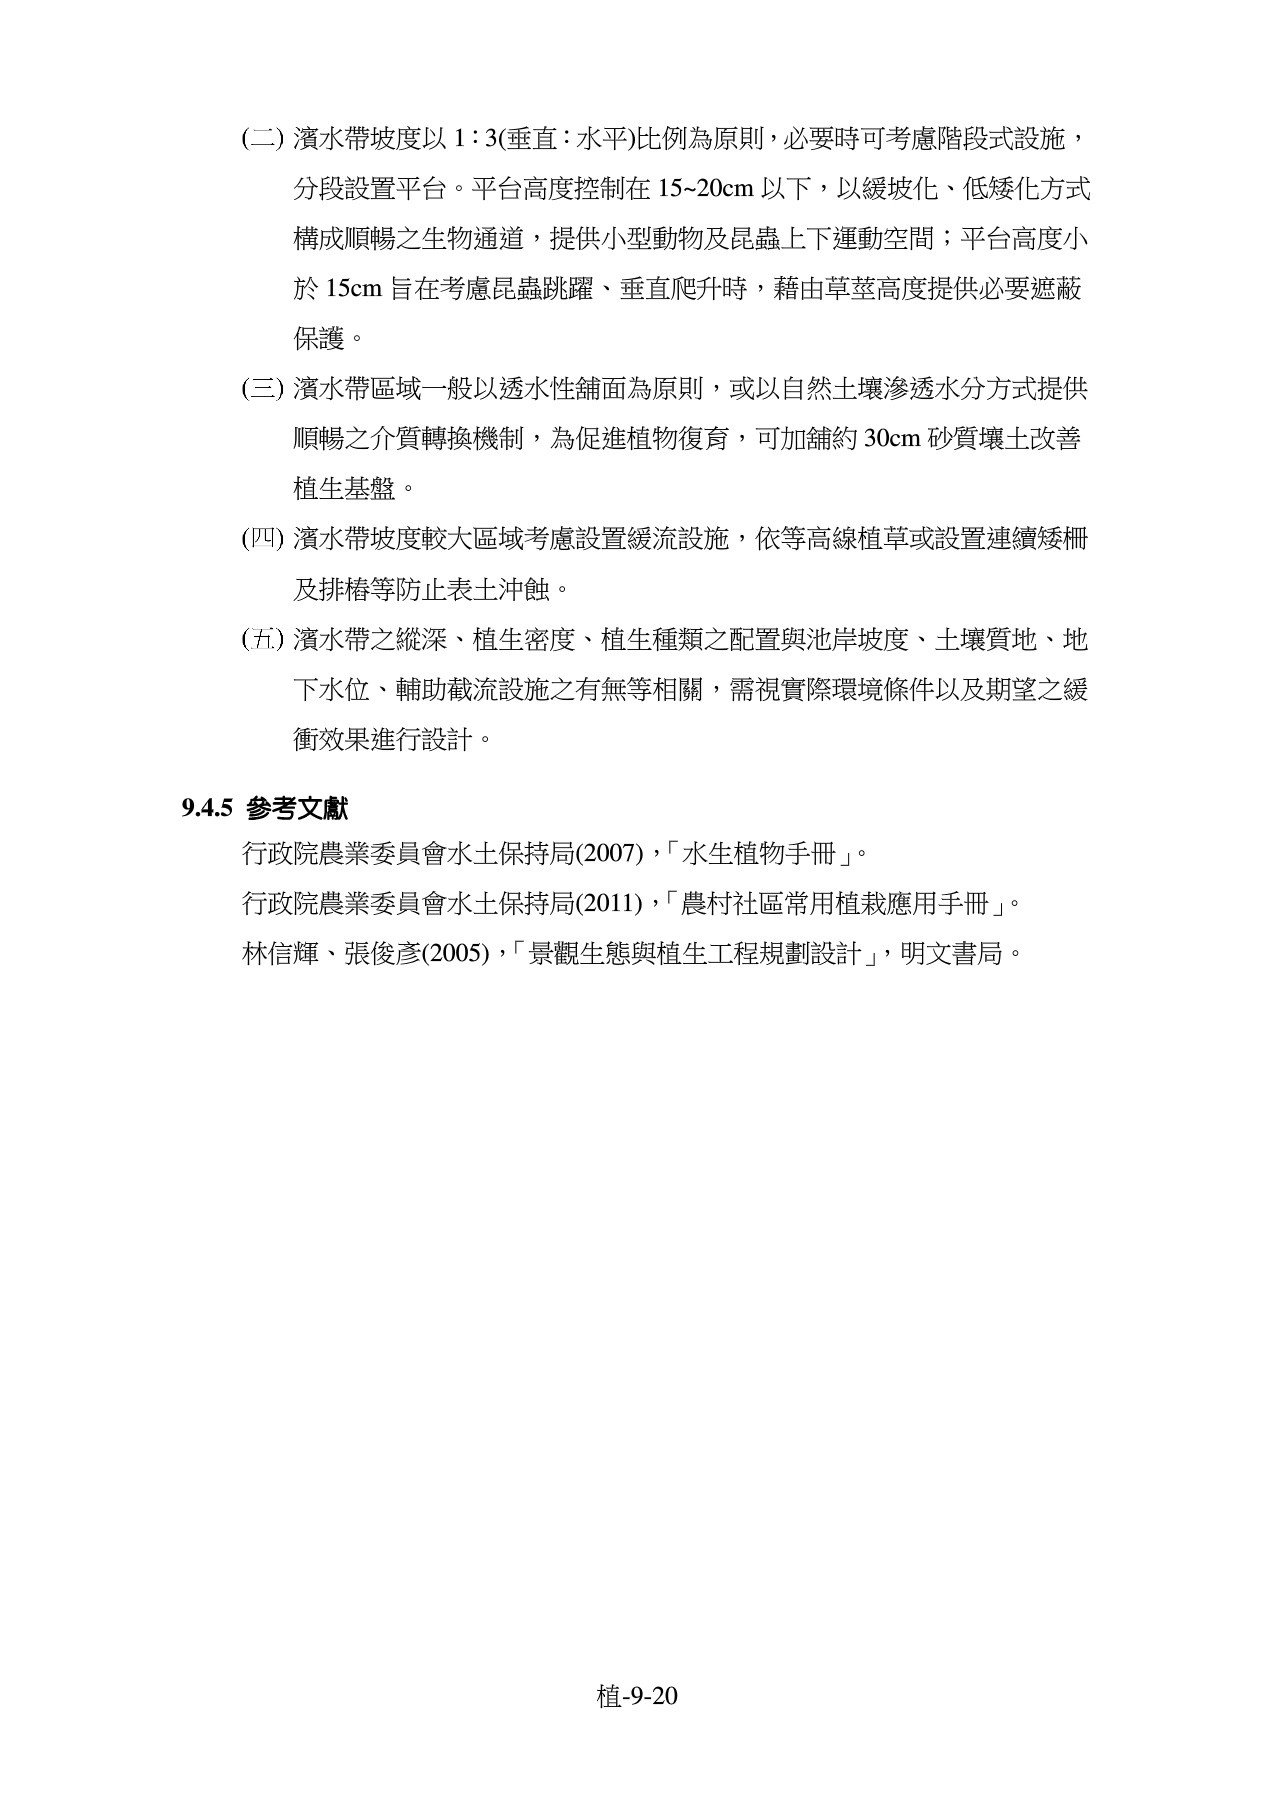 (二) 濱水帶坡度以 1：3(垂直：水平)比例為原則，必要時可考慮階段式設施，
分段設置平台。平台高度控制在 15~20cm 以下，以緩坡化、低矮化方式
構成順暢之生物通道，提供小型動物及昆蟲上下運動空間；平台高度小
於 15cm 旨在考慮昆蟲跳躍、垂直爬升時，藉由草莖高度提供必要遮蔽
保護。
(三) 濱水帶區域一般以透水性舖面為原則，或以自然土壤滲透水分方式提供
順暢之介質轉換機制，為促進植物復育，可加舖約 30cm 砂質壤土改善
植生基盤。
(四) 濱水帶坡度較大區域考慮設置緩流設施，依等高線植草或設置連續矮柵
及排樁等防止表土沖蝕。
(五) 濱水帶之縱深、植生密度、植生種類之配置與池岸坡度、土壤質地、地
下水位、輔助截流設施之有無等相關，需視實際環境條件以及期望之緩
衝效果進行設計。
9.4.5 參考文獻
行政院農業委員會水土保持局(2007)，「水生植物手冊」。
行政院農業委員會水土保持局(2011)，「農村社區常用植栽應用手冊」。
林信輝、張俊彥(2005)，「景觀生態與植生工程規劃設計」，明文書局。
植-9-20